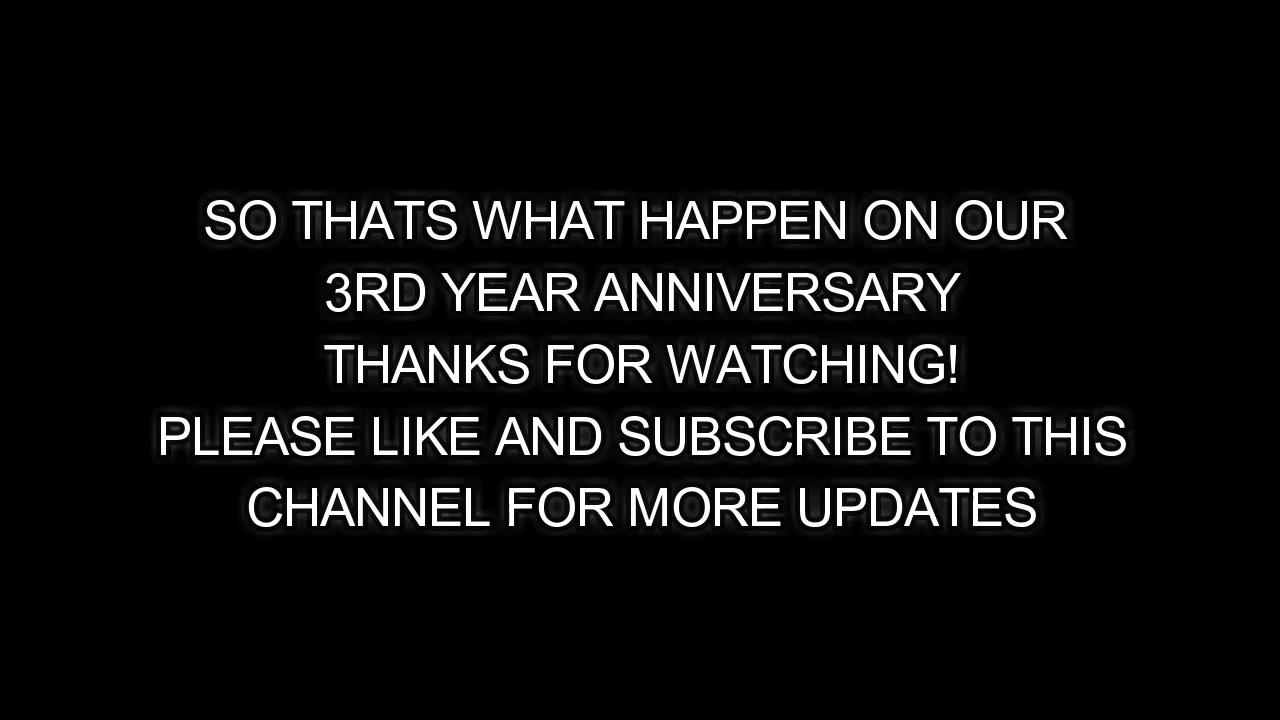 SO THATS WHAT HAPPEN ON OUR
3RD YEAR ANNIVERSARY
THANKS FOR WATCHING!
PLEASE LIKE AND SUBSCRIBE TO THIS
CHANNEL FOR MORE UPDATES